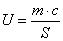 U = m · c / S